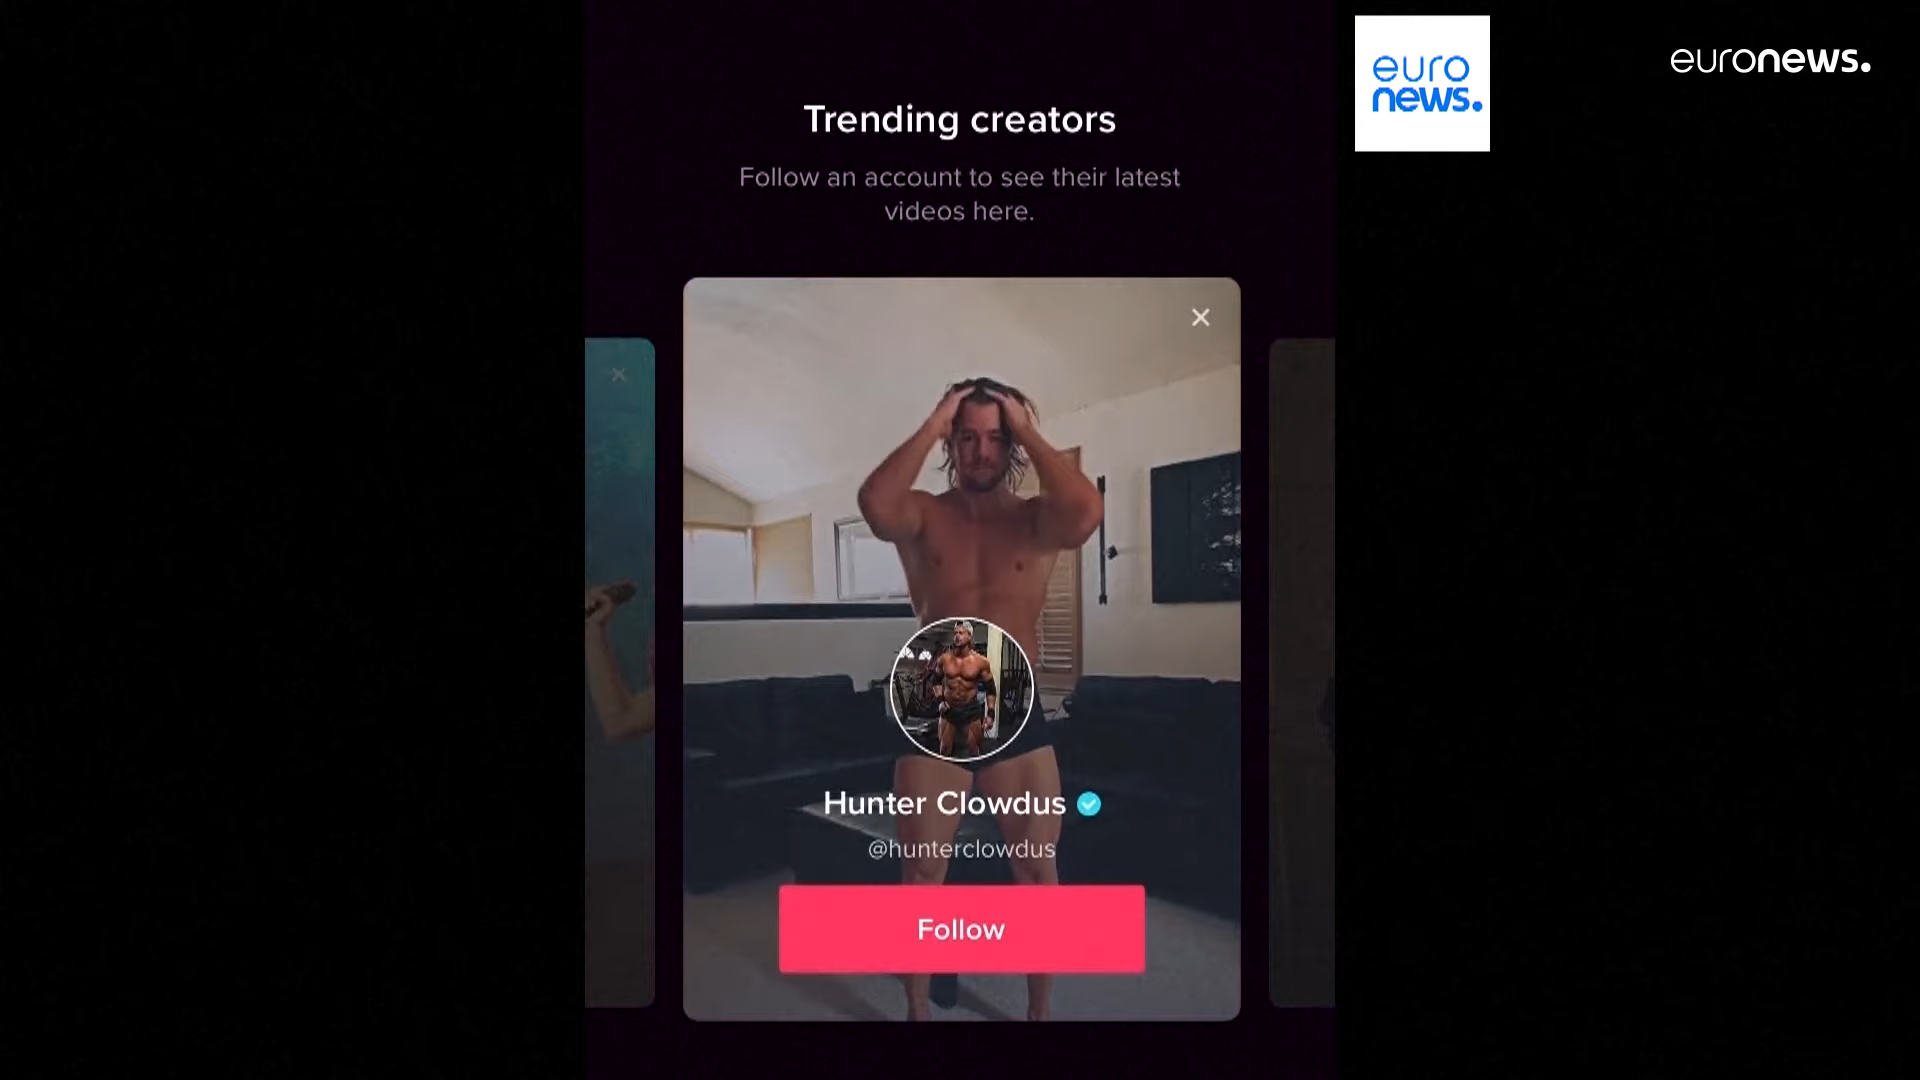 euro
news.
euronews.
Trending creators
Follow an account to see their latest
videos here.
Hunter Clowdus
@hunterclowdus
Follow